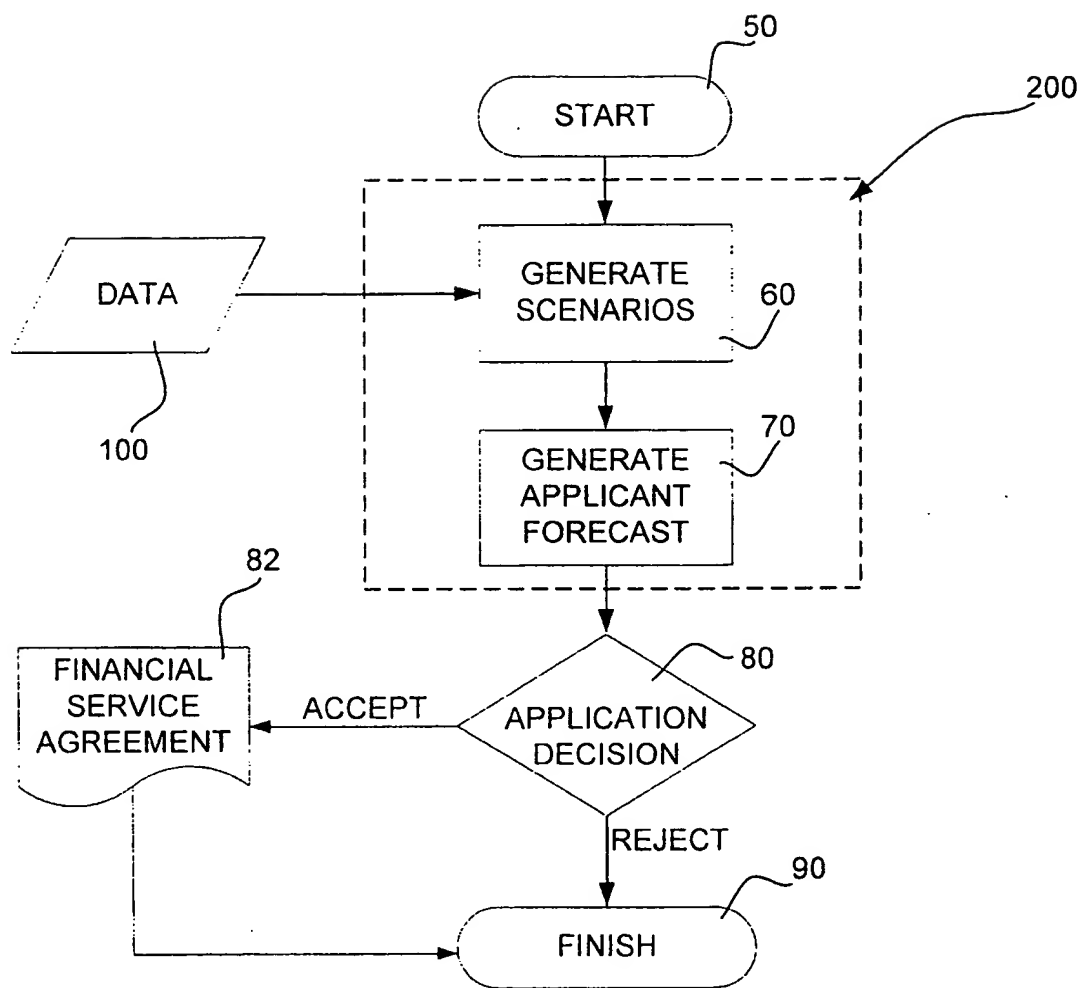 50
START
200
GENERATE
SCENARIOS
60
DATA
100
70
GENERATE
APPLICANT
FORECAST
82
FINANCIAL
SERVICE
AGREEMENT
ACCEPT
80
APPLICATION
DECISION
REJECT
90
FINISH